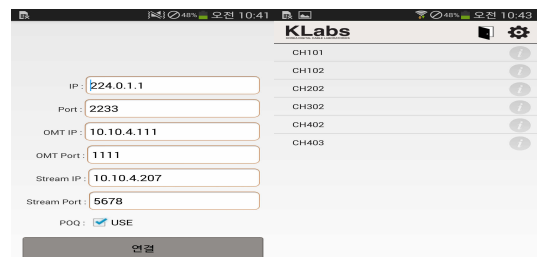 48% 오전 10:41
IP : 224.0.1.1
Port : 2233
OMT IP : 10.10.4.111
OMT Port : 1111
Stream IP : 10.10.4.207
Stream Port : 5678
POQ : USE
연결
48% 오전 10:43
KLabs
CH101
CH102
CH202
CH302
CH402
CH403